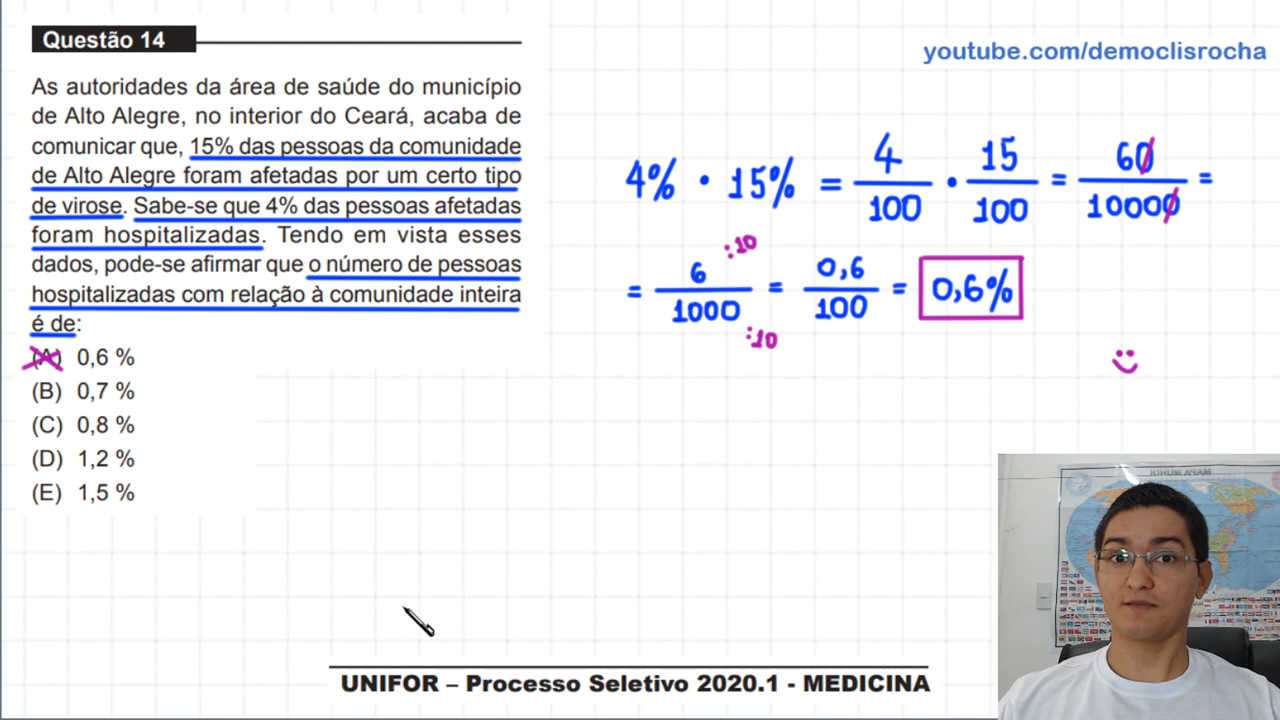 Questão 14
youtube.com/democlisrocha
As autoridades da área de saúde do município
de Alto Alegre, no interior do Ceará, acaba de
comunicar que, 15% das pessoas da comunidade
de Alto Alegre foram afetadas por um certo tipo
de virose. Sabe-se que 4% das pessoas afetadas
foram hospitalizadas. Tendo em vista esses
dados, pode-se afirmar que o número de pessoas
hospitalizadas com relação à comunidade inteira
é de:
(A) 0,6 %
(B) 0,7 %
(C) 0,8 %
(D) 1,2 %
(E) 1,5 %
4% · 15% = 4/100 · 15/100 = 60/10000 =
:10
= 6/1000 = 0,6/100 = 0,6%
:10
MAPA MUNDI
UNIFOR – Processo Seletivo 2020.1 - MEDICINA